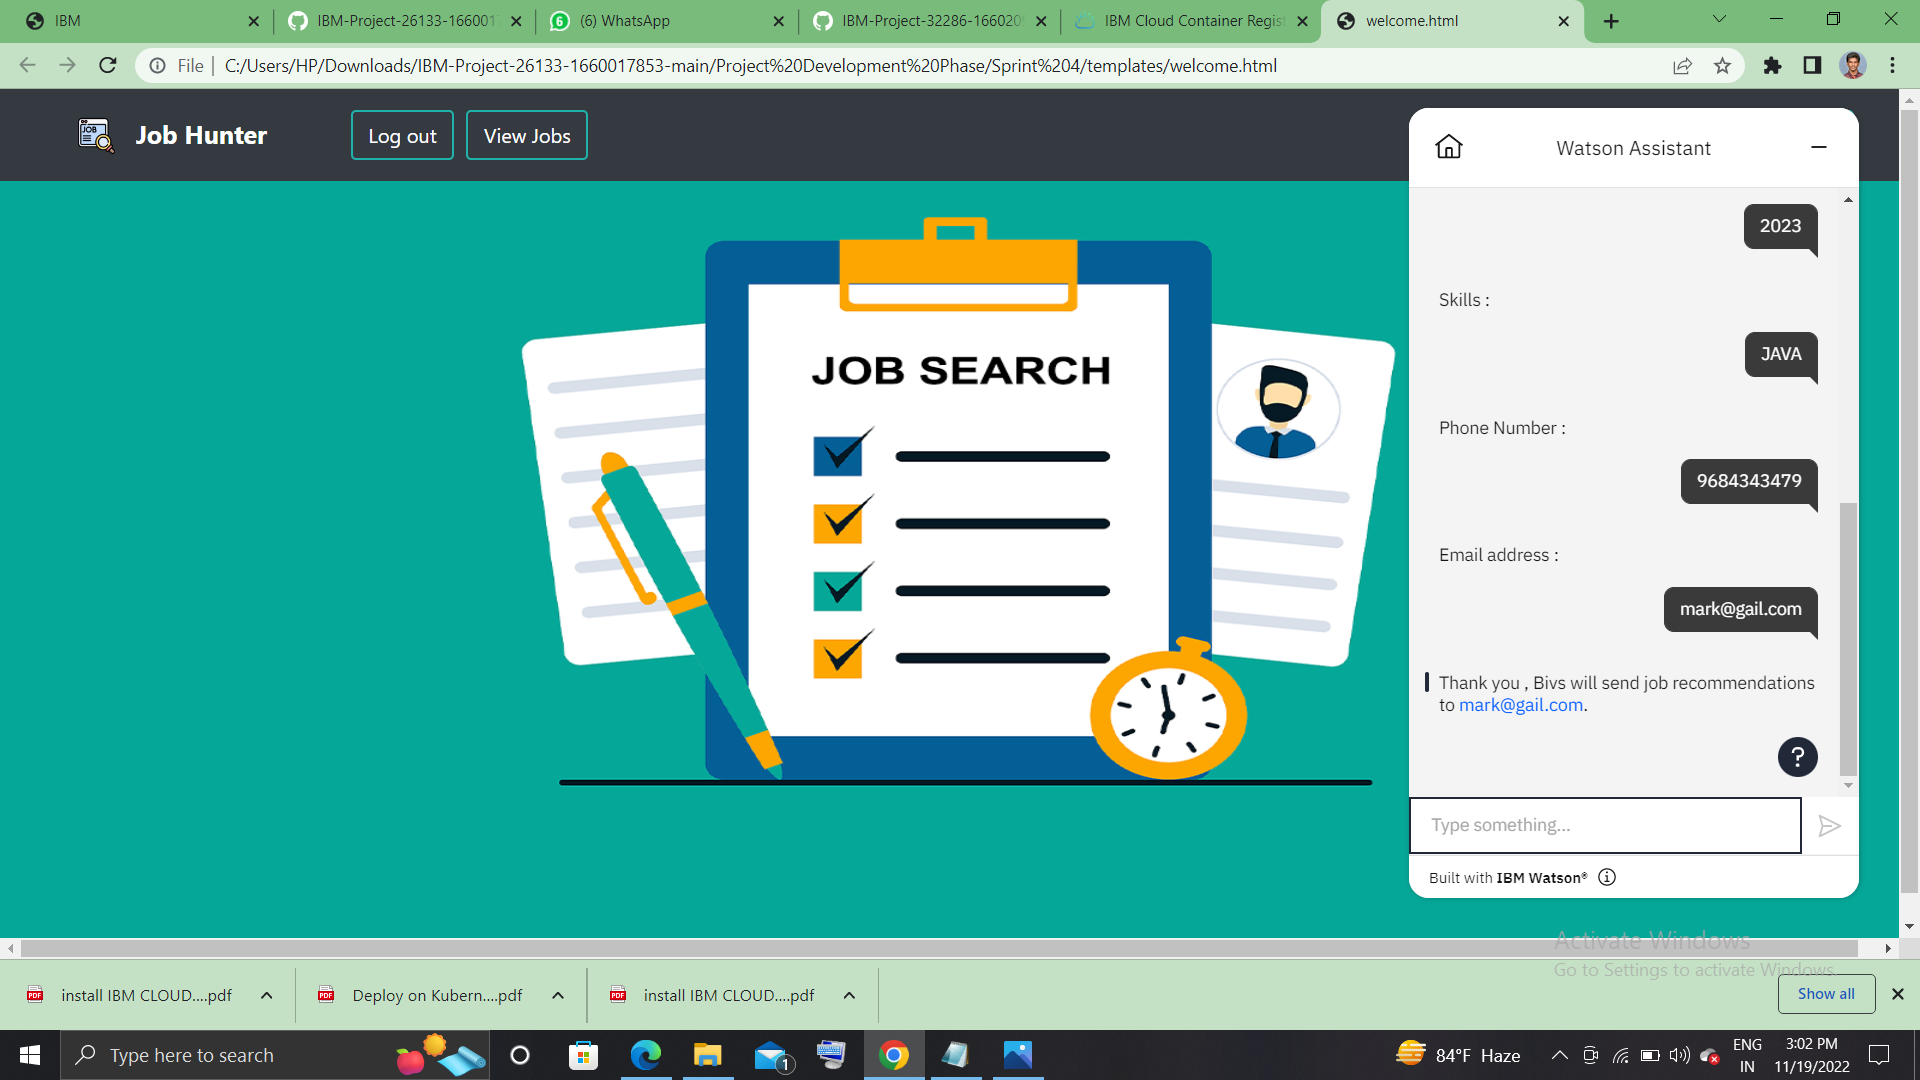 IBM
IBM-Project-26133-166001
(6) WhatsApp
IBM-Project-32286-166020
IBM Cloud Container Regis
welcome.html
File
C:/Users/HP/Downloads/IBM-Project-26133-1660017853-main/Project%20Development%20Phase/Sprint%204/templates/welcome.html
JOB
Job Hunter
Log out
View Jobs
Watson Assistant
2023
Skills :
JAVA
Phone Number :
9684343479
Email address :
mark@gail.com
Thank you , Bivs will send job recommendations
to mark@gail.com.
?
Type something...
Built with IBM Watson®
JOB SEARCH
Activate Windows
Go to Settings to activate Windows.
PDF
install IBM CLOUD....pdf
PDF
Deploy on Kubern....pdf
PDF
install IBM CLOUD....pdf
Show all
Type here to search
1
84°F Haze
ENG
IN
3:02 PM
11/19/2022